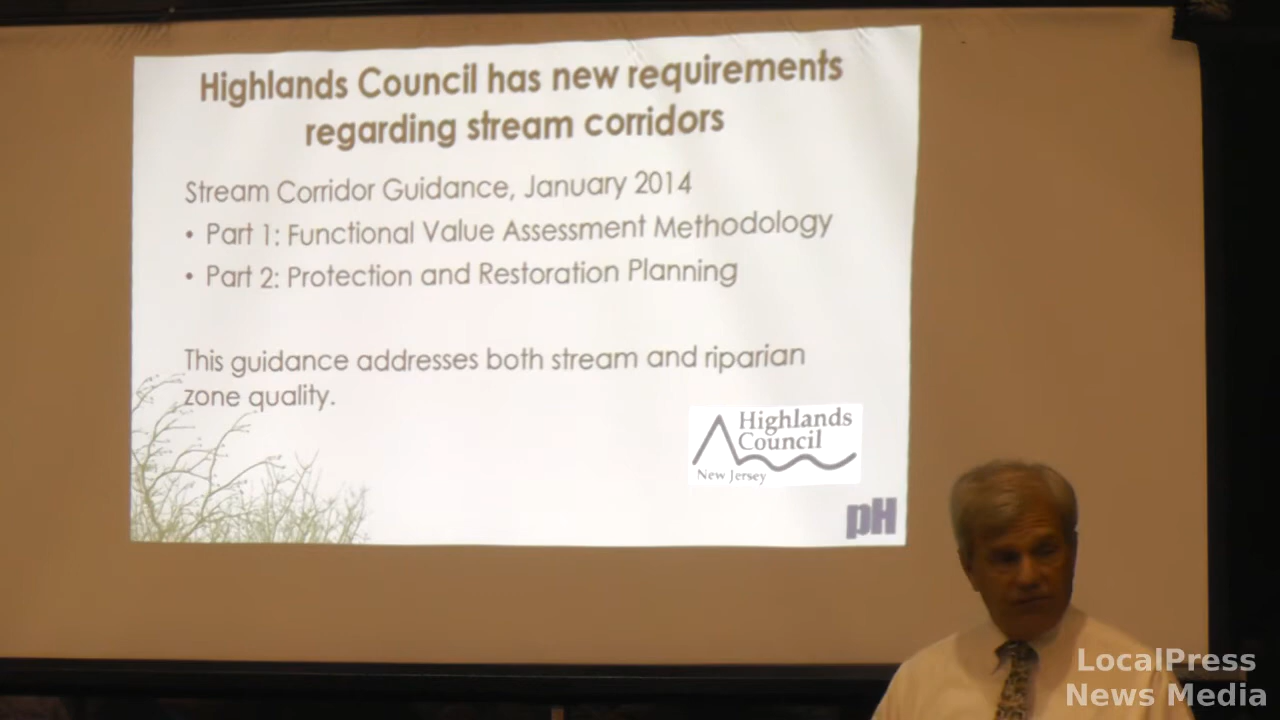 Highlands Council has new requirements
regarding stream corridors
Stream Corridor Guidance, January 2014
• Part 1: Functional Value Assessment Methodology
• Part 2: Protection and Restoration Planning
This guidance addresses both stream and riparian
zone quality.
Highlands
Council
New Jersey
pH
LocalPress
News Media